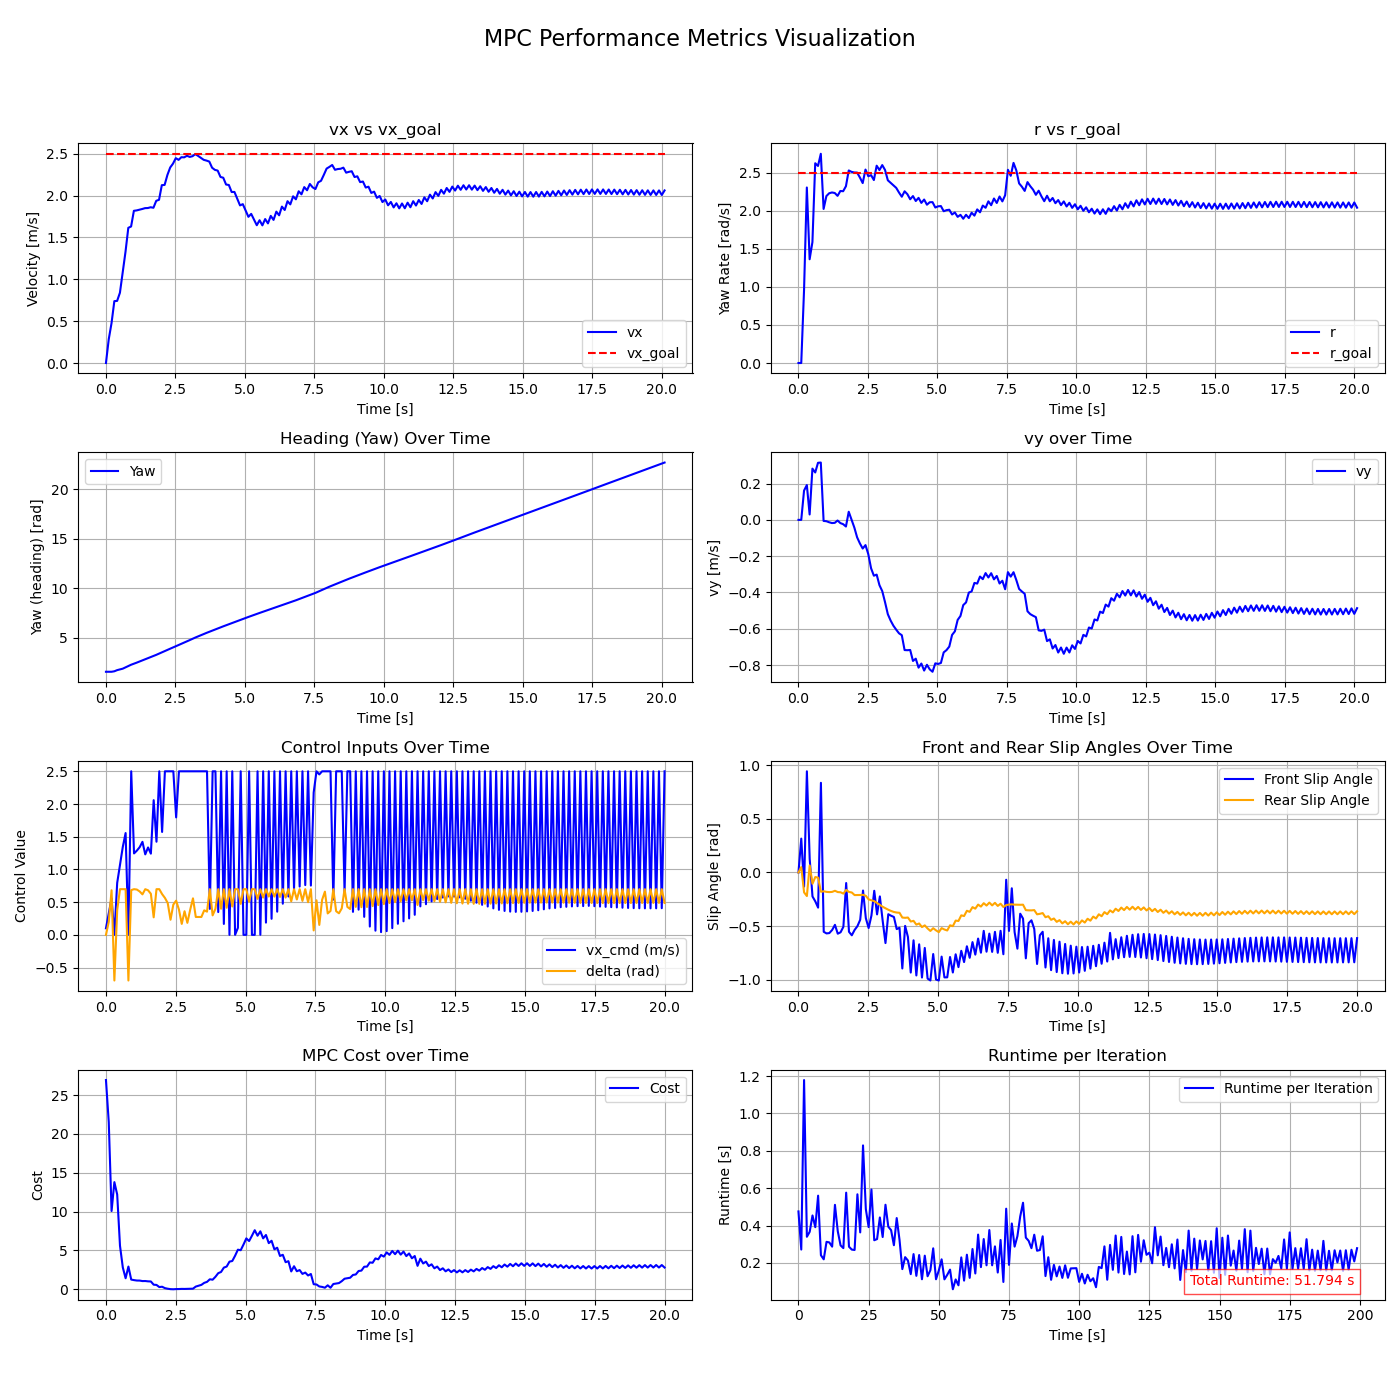 MPC Performance Metrics Visualization
vx vs vx_goal
Velocity [m/s]
2.5
2.0
1.5
1.0
0.5
0.0
vx
vx_goal
0.0 2.5 5.0 7.5 10.0 12.5 15.0 17.5 20.0
Time [s]
r vs r_goal
Yaw Rate [rad/s]
2.5
2.0
1.5
1.0
0.5
0.0
r
r_goal
0.0 2.5 5.0 7.5 10.0 12.5 15.0 17.5 20.0
Time [s]
Heading (Yaw) Over Time
Yaw (heading) [rad]
20
15
10
5
Yaw
0.0 2.5 5.0 7.5 10.0 12.5 15.0 17.5 20.0
Time [s]
vy over Time
vy [m/s]
0.2
0.0
−0.2
−0.4
−0.6
−0.8
vy
0.0 2.5 5.0 7.5 10.0 12.5 15.0 17.5 20.0
Time [s]
Control Inputs Over Time
Control Value
2.5
2.0
1.5
1.0
0.5
0.0
−0.5
vx_cmd (m/s)
delta (rad)
0.0 2.5 5.0 7.5 10.0 12.5 15.0 17.5 20.0
Time [s]
Front and Rear Slip Angles Over Time
Slip Angle [rad]
1.0
0.5
0.0
−0.5
−1.0
Front Slip Angle
Rear Slip Angle
0.0 2.5 5.0 7.5 10.0 12.5 15.0 17.5 20.0
Time [s]
MPC Cost over Time
Cost
25
20
15
10
5
0
Cost
0.0 2.5 5.0 7.5 10.0 12.5 15.0 17.5 20.0
Time [s]
Runtime per Iteration
Runtime [s]
1.2
1.0
0.8
0.6
0.4
0.2
Runtime per Iteration
Total Runtime: 51.794 s
0 25 50 75 100 125 150 175 200
Time [s]